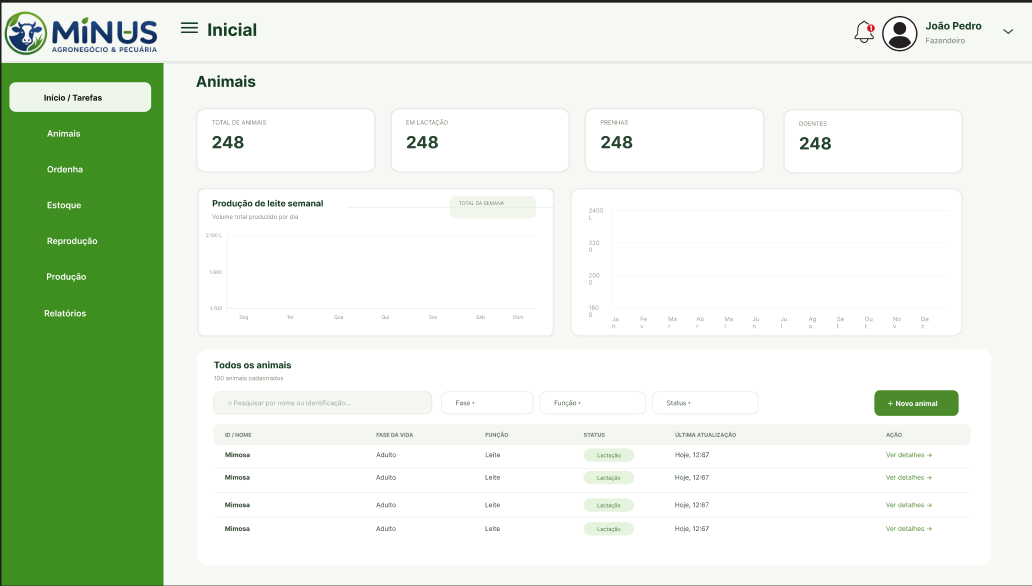 MINUS
AGRONEGÓCIO & PECUÁRIA
Inicial
1
João Pedro
Fazendeiro
Início / Tarefas
Animais
Ordenha
Estoque
Reprodução
Produção
Relatórios
Animais
TOTAL DE ANIMAIS
248
EM LACTAÇÃO
248
PRENHAS
248
DOENTES
248
Produção de leite semanal
Volume total produzido por dia
TOTAL DA SEMANA
2.100 L
1.900
1.700
Seg Ter Qua Qui Sex Sáb Dom
2400
L
220
0
200
0
180
0
Ja Fe Ma Ab Ma Ju Ju Ag Se Ou No De
n v r r i n l o t t v z
Todos os animais
100 animais cadastrados
⌕ Pesquisar por nome ou identificação...
Fase ▾
Função ▾
Status ▾
+ Novo animal
ID / NOME FASE DA VIDA FUNÇÃO STATUS ÚLTIMA ATUALIZAÇÃO AÇÃO
Mimosa Adulto Leite Lactação Hoje, 12:67 Ver detalhes →
Mimosa Adulto Leite Lactação Hoje, 12:67 Ver detalhes →
Mimosa Adulto Leite Lactação Hoje, 12:67 Ver detalhes →
Mimosa Adulto Leite Lactação Hoje, 12:67 Ver detalhes →